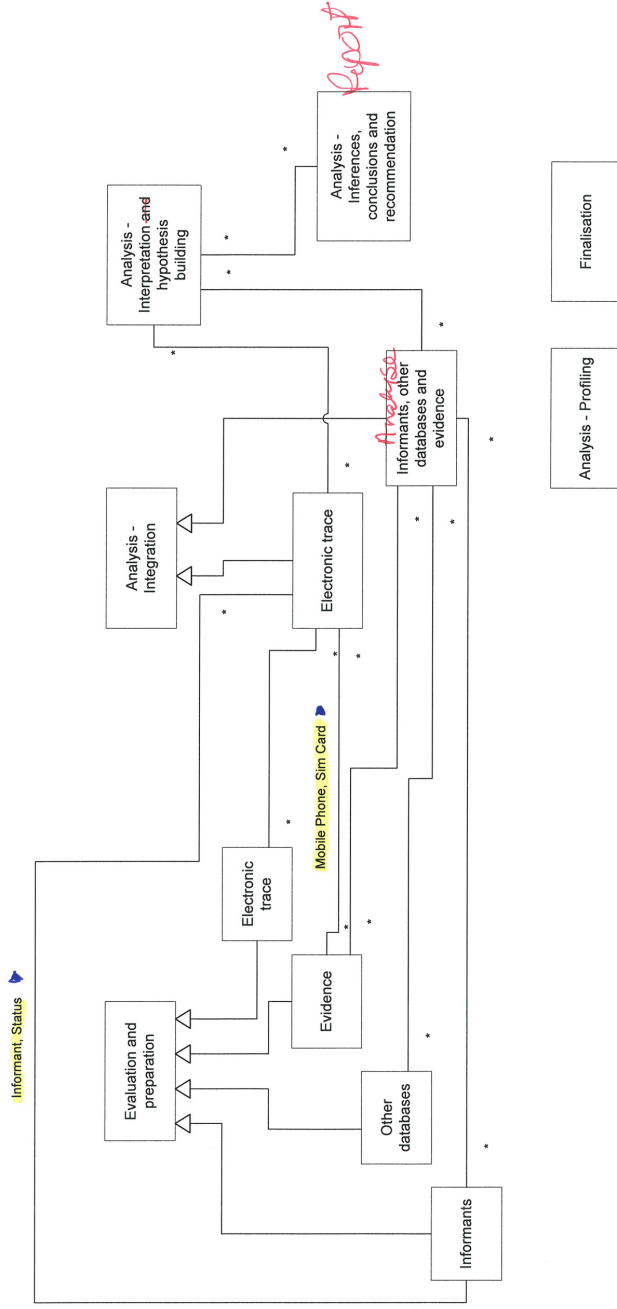 Informant, Status
Evaluation and
preparation
Analysis -
Integration
Analysis -
Interpretation and
hypothesis
building
Electronic
trace
Evidence
Mobile Phone, Sim Card
Electronic trace
Report
Analysis -
Inferences,
conclusions and
recommendation
Other
databases
Analyse
Informants, other
databases and
evidence
Informants
Analysis - Profiling
Finalisation